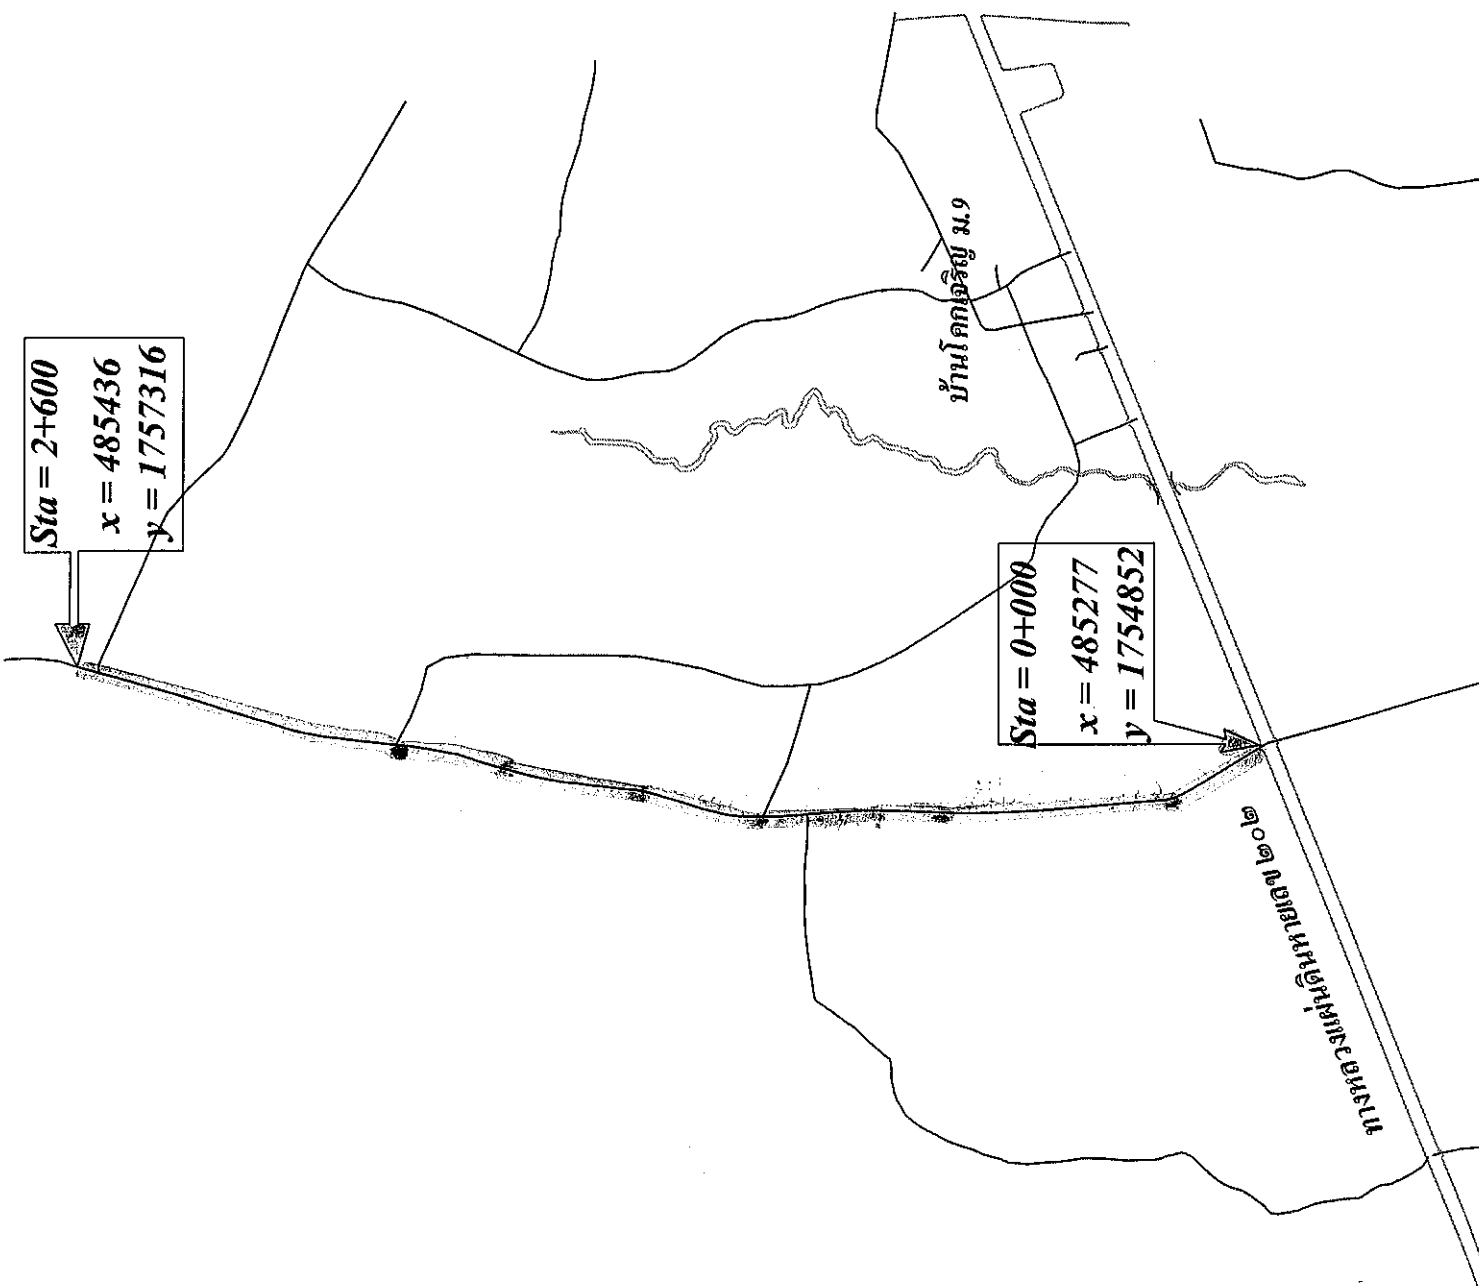 Sta = 2+600
x = 485436
y = 1757316
บ้านโคกเจริญ ม.9
Sta = 0+000
x = 485277
y = 1754852
ทางหลวงแผ่นดินหมายเลข ๒๐๒